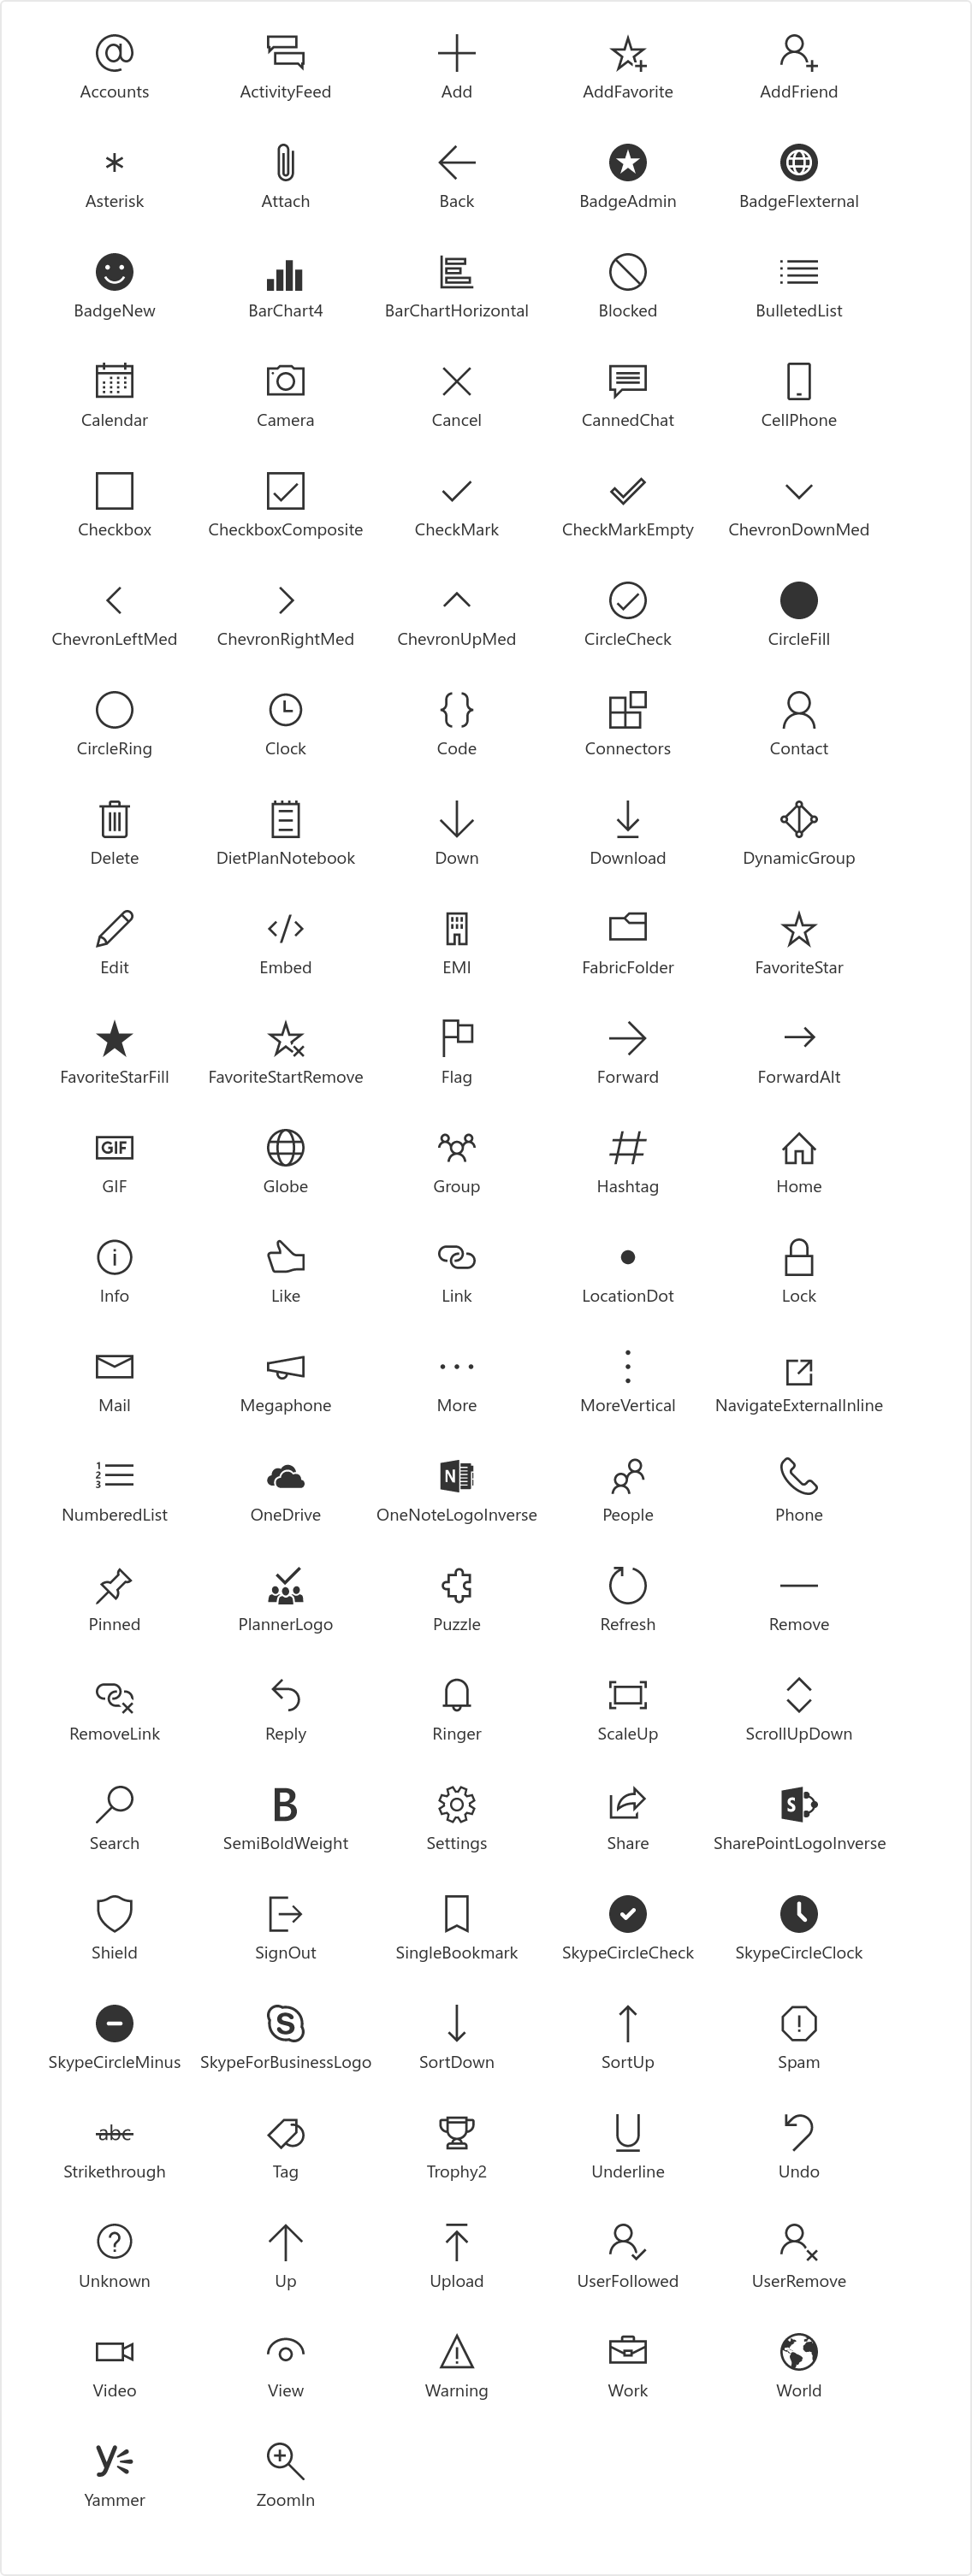 Accounts ActivityFeed Add AddFavorite AddFriend
Asterisk Attach Back BadgeAdmin BadgeFlexternal
BadgeNew BarChart4 BarChartHorizontal Blocked BulletedList
Calendar Camera Cancel CannedChat CellPhone
Checkbox CheckboxComposite CheckMark CheckMarkEmpty ChevronDownMed
ChevronLeftMed ChevronRightMed ChevronUpMed CircleCheck CircleFill
CircleRing Clock Code Connectors Contact
Delete DietPlanNotebook Down Download DynamicGroup
Edit Embed EMI FabricFolder FavoriteStar
FavoriteStarFill FavoriteStartRemove Flag Forward ForwardAlt
GIF
GIF Globe Group Hashtag Home
Info Like Link LocationDot Lock
Mail Megaphone More MoreVertical NavigateExternalInline
1 2 3 N
NumberedList OneDrive OneNoteLogoInverse People Phone
Pinned PlannerLogo Puzzle Refresh Remove
RemoveLink Reply Ringer ScaleUp ScrollUpDown
B S
Search SemiBoldWeight Settings Share SharePointLogoInverse
Shield SignOut SingleBookmark SkypeCircleCheck SkypeCircleClock
S
SkypeCircleMinus SkypeForBusinessLogo SortDown SortUp Spam
abc U
Strikethrough Tag Trophy2 Underline Undo
Unknown Up Upload UserFollowed UserRemove
Video View Warning Work World
y
Yammer ZoomIn